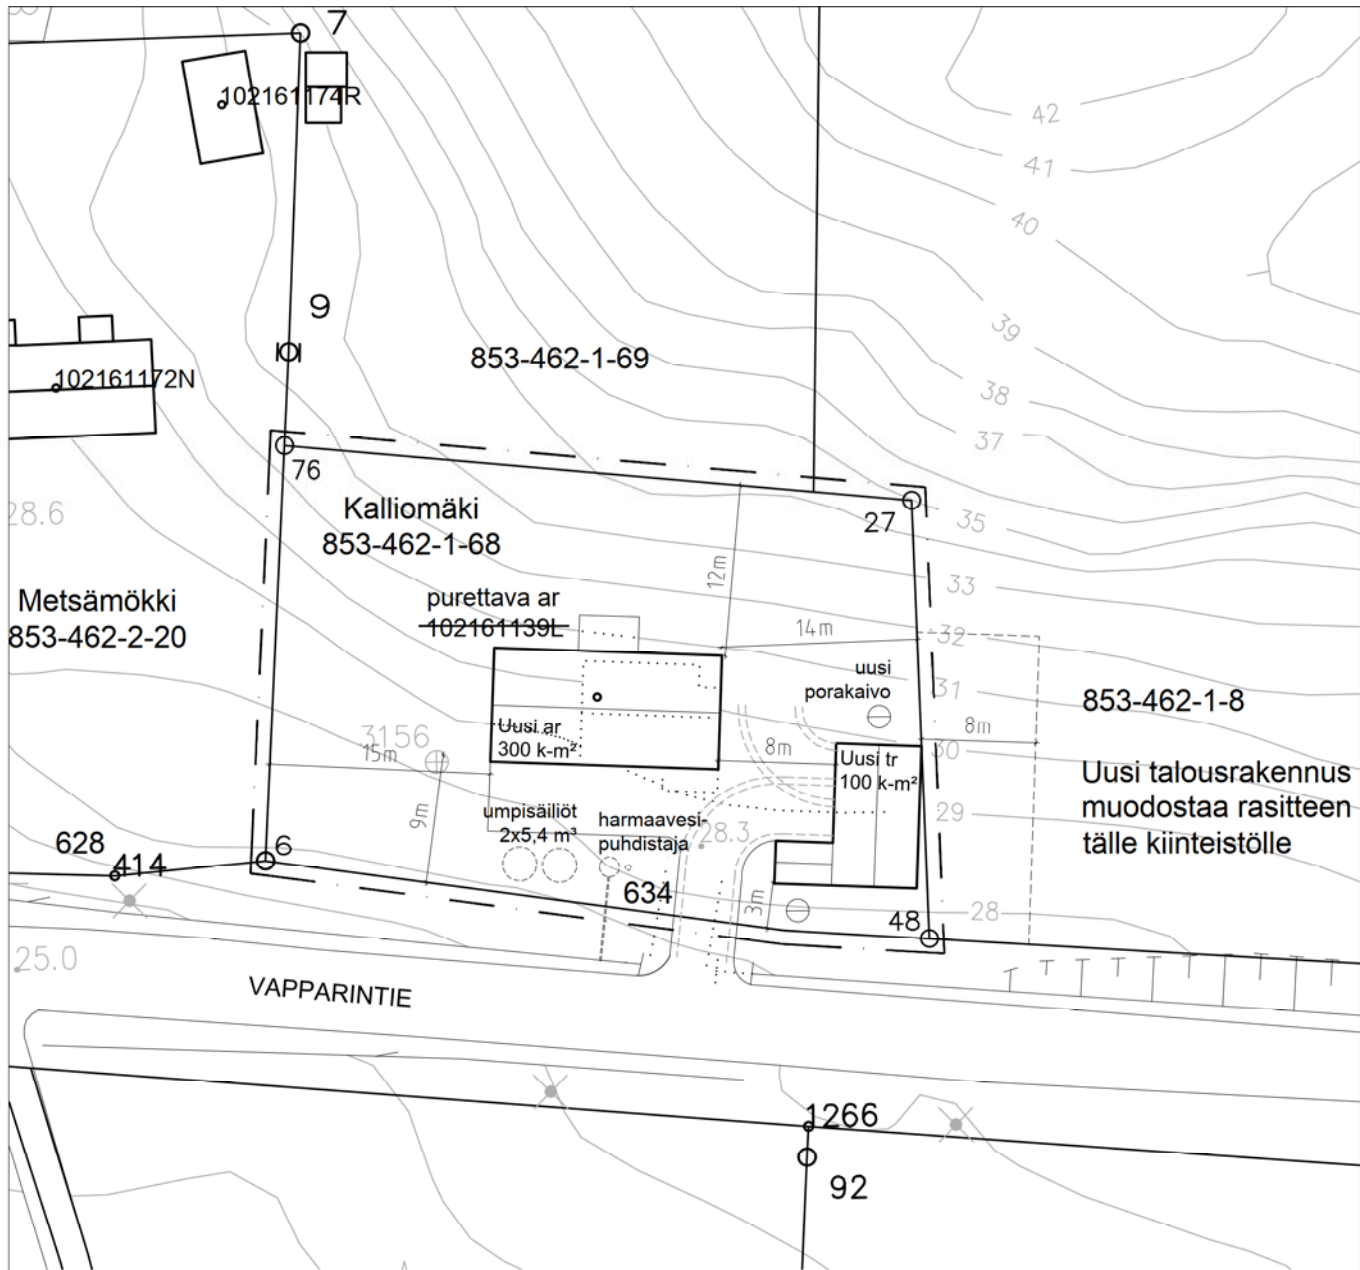 7
102161174R
42
41
40
9
39
853-462-1-69
102161172N
38
37
76
Kalliomäki
853-462-1-68
27
35
28.6
12m
33
Metsämökki
853-462-2-20
purettava ar
102161139L
14m
32
uusi
porakaivo
31
853-462-1-8
3156
15m
Uusi ar
300 k-m²
8m
Uusi tr
100 k-m²
30
8m
Uusi talousrakennus
muodostaa rasitteen
tälle kiinteistölle
9m
umpisäiliöt
2x5,4 m³
harmaavesi-
puhdistaja
28.3
29
628
414
6
634
3m
48
28
25.0
VAPPARINTIE
1266
92